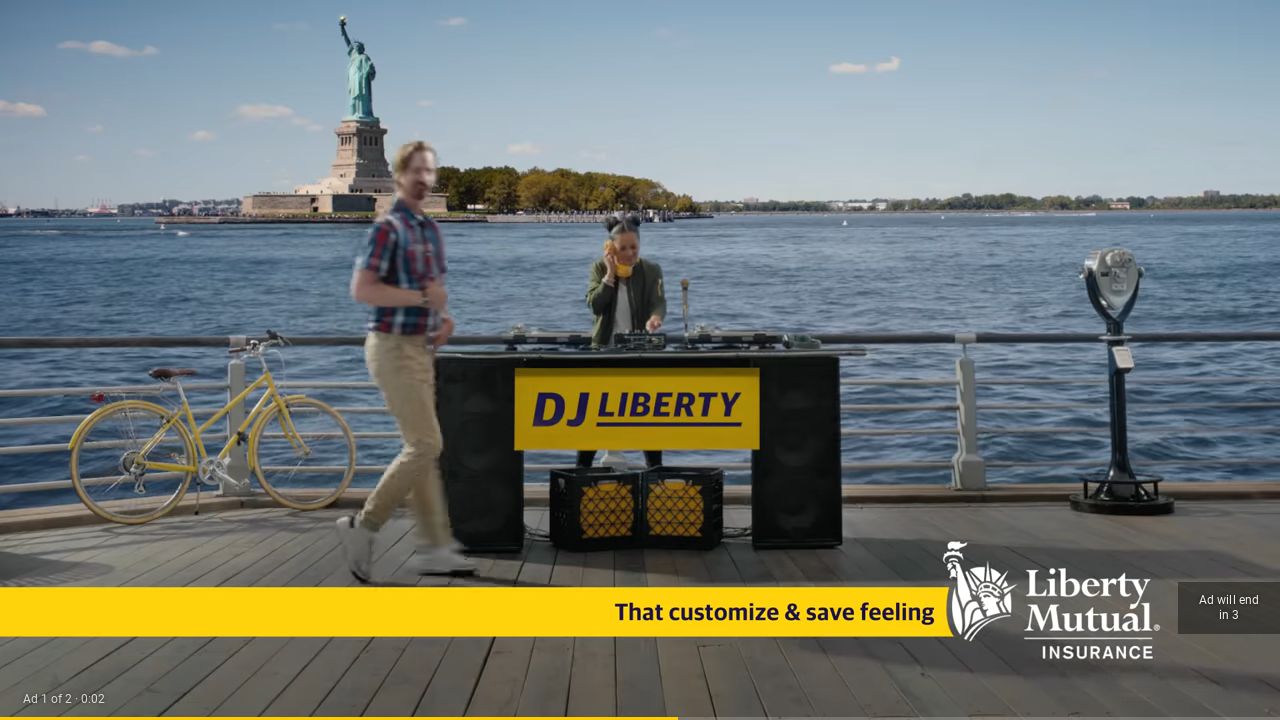 DJ LIBERTY
That customize & save feeling
Liberty
Mutual®
INSURANCE
Ad will end
in 3
Ad 1 of 2 · 0:02